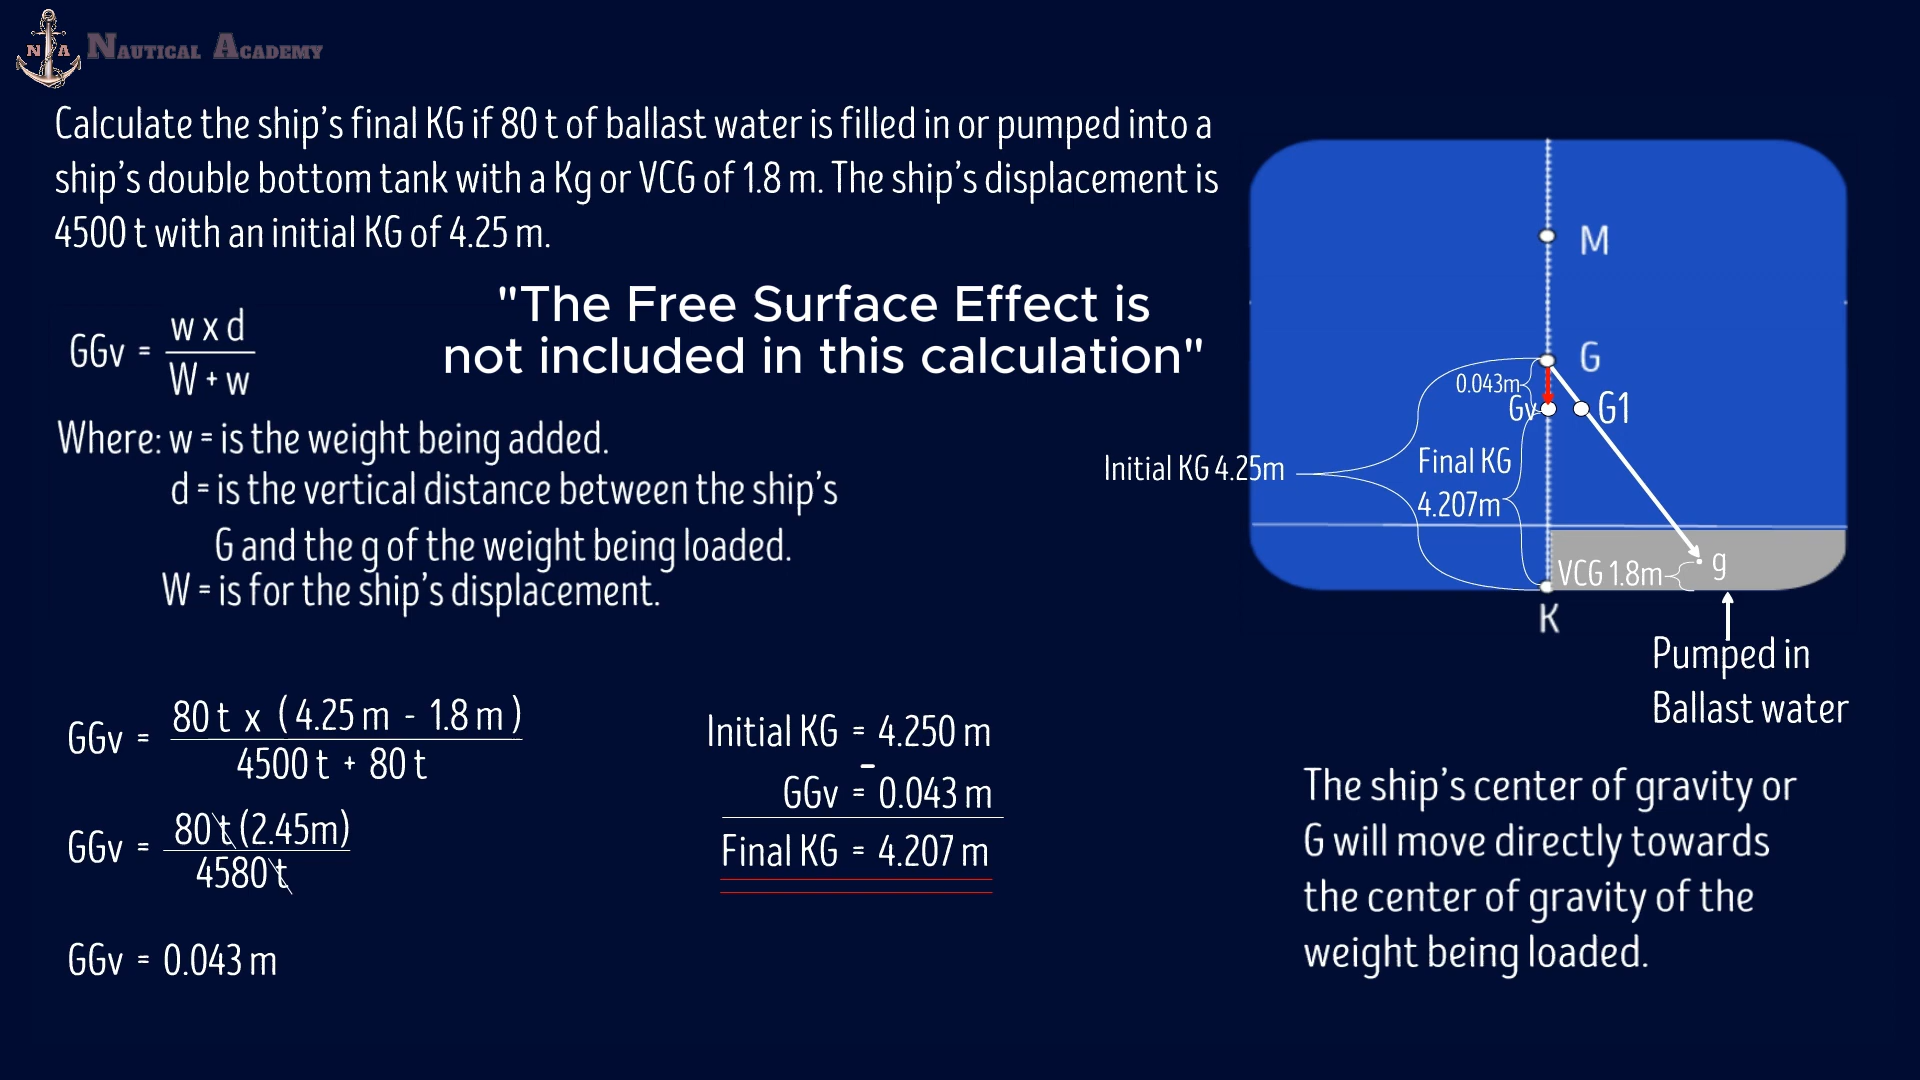 N A NAUTICAL ACADEMY
Calculate the ship's final KG if 80 t of ballast water is filled in or pumped into a
ship's double bottom tank with a Kg or VCG of 1.8 m. The ship's displacement is
4500 t with an initial KG of 4.25 m.
"The Free Surface Effect is
not included in this calculation"
GGv = w x d
W + w
Where: w = is the weight being added.
d = is the vertical distance between the ship's
G and the g of the weight being loaded.
W = is for the ship's displacement.
GGv = 80 t x (4.25 m - 1.8 m)
4500 t + 80 t
GGv = 80 t (2.45m)
4580 t
GGv = 0.043 m
Initial KG = 4.250 m
-
GGv = 0.043 m
Final KG = 4.207 m
M
G
0.043m
Gv
G1
Initial KG 4.25m
Final KG
4.207m
VCG 1.8m
g
K
Pumped in
Ballast water
The ship's center of gravity or
G will move directly towards
the center of gravity of the
weight being loaded.